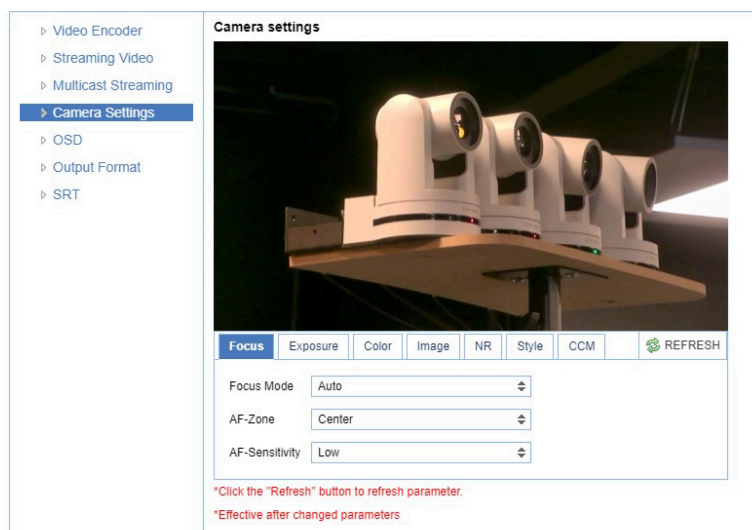 Video Encoder
Streaming Video
Multicast Streaming
Camera Settings
OSD
Output Format
SRT
Camera settings
Focus Exposure Color Image NR Style CCM REFRESH
Focus Mode Auto
AF-Zone Center
AF-Sensitivity Low
*Click the "Refresh" button to refresh parameter.
*Effective after changed parameters